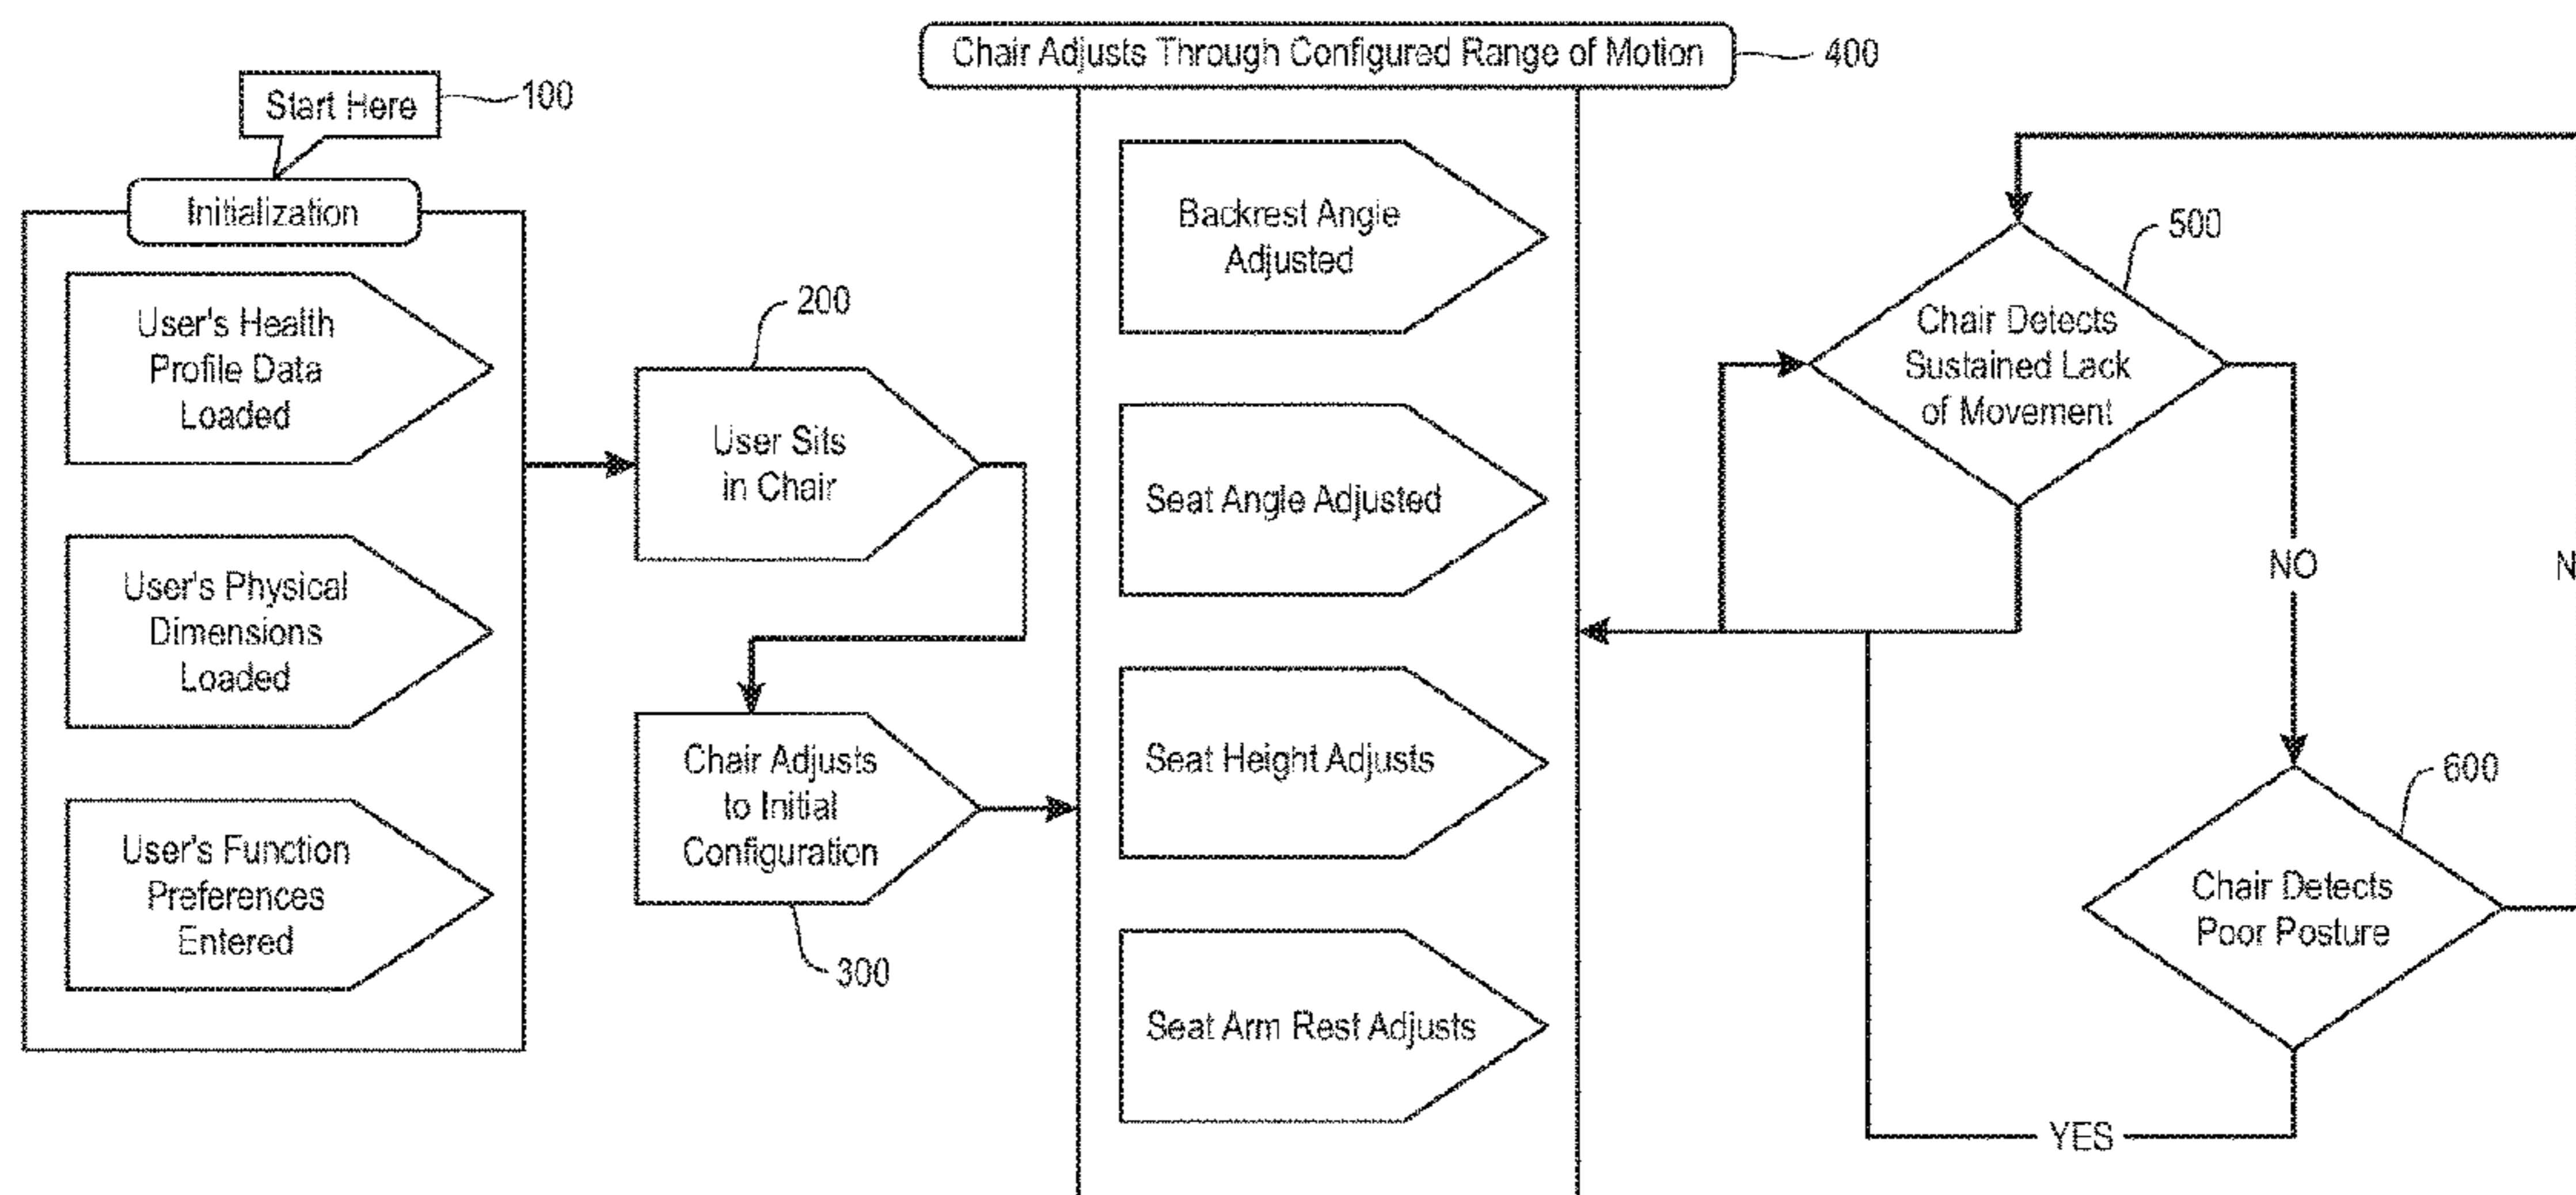 Start Here
100
Initialization
User's Health
Profile Data
Loaded
User's Physical
Dimensions
Loaded
User's Function
Preferences
Entered
200
User Sits
in Chair
Chair Adjusts
to Initial
Configuration
300
Chair Adjusts Through Configured Range of Motion
400
Backrest Angle
Adjusted
Seat Angle Adjusted
Seat Height Adjusts
Seat Arm Rest Adjusts
500
Chair Detects
Sustained Lack
of Movement
NO
600
Chair Detects
Poor Posture
YES